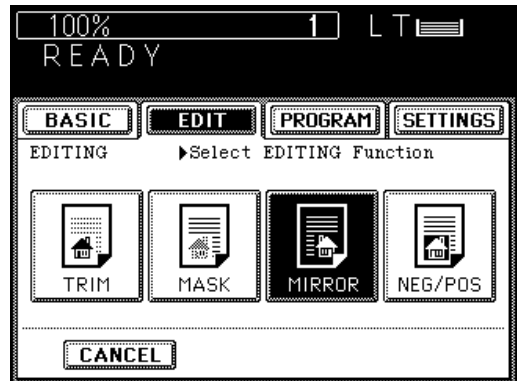 100% 1 LT
READY
BASIC EDIT PROGRAM SETTINGS
EDITING ▶Select EDITING Function
TRIM MASK MIRROR NEG/POS
CANCEL